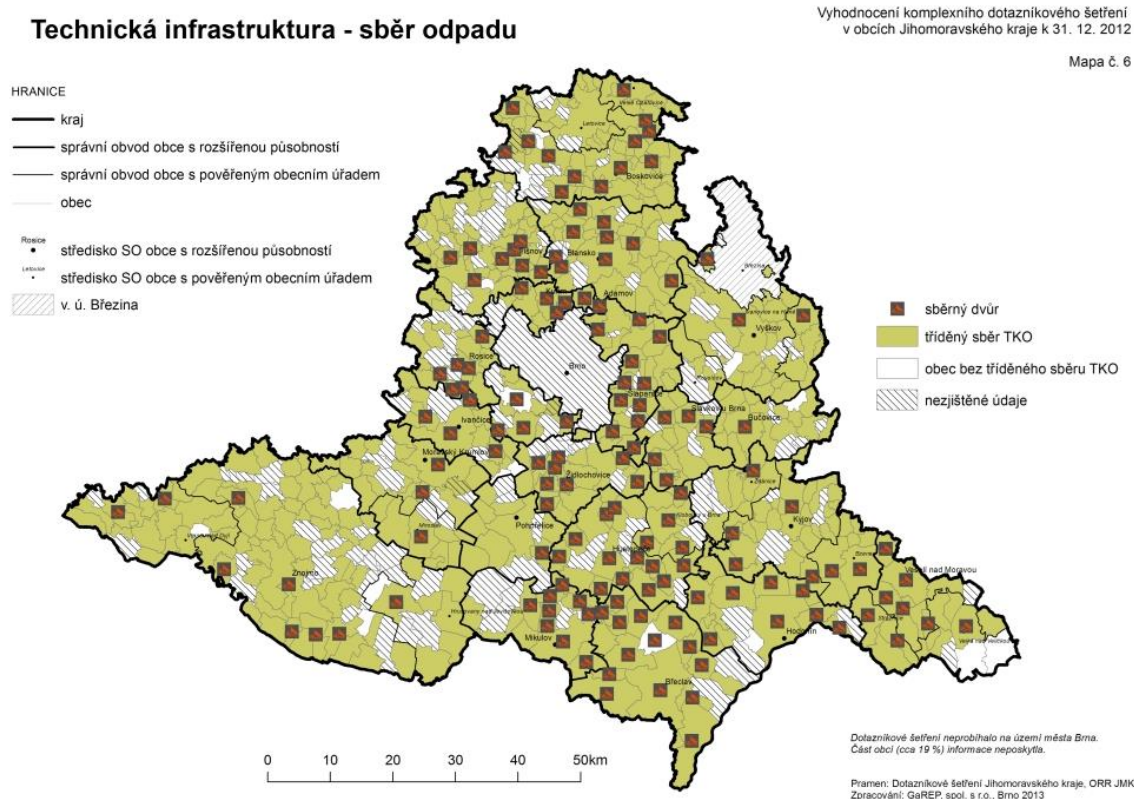 Technická infrastruktura - sběr odpadu
Vyhodnocení komplexního dotazníkového šetření
v obcích Jihomoravského kraje k 31. 12. 2012
Mapa č. 6
HRANICE
kraj
správní obvod obce s rozšířenou působností
správní obvod obce s pověřeným obecním úřadem
obec
Rosice
středisko SO obce s rozšířenou působností
Letovice
středisko SO obce s pověřeným obecním úřadem
v. ú. Březina
sběrný dvůr
tříděný sběr TKO
obec bez tříděného sběru TKO
nezjištěné údaje
Letovice
Boskovice
Blansko
Březina
Adamov
Vyškov
Rosice
Brno
Šlapanice
Slavkov u Brna
Bučovice
Ivančice
Moravský Krumlov
Židlochovice
Ždánice
Pohořelice
Kyjov
Hustopeče
Znojmo
Veselí nad Moravou
Mikulov
Hodonín
Břeclav
0 10 20 30 40 50km
Dotazníkové šetření neprobíhalo na území města Brna.
Část obcí (cca 19 %) informace neposkytla.
Pramen: Dotazníkové šetření Jihomoravského kraje, ORR JMK
Zpracování: GaREP, spol. s r.o., Brno 2013